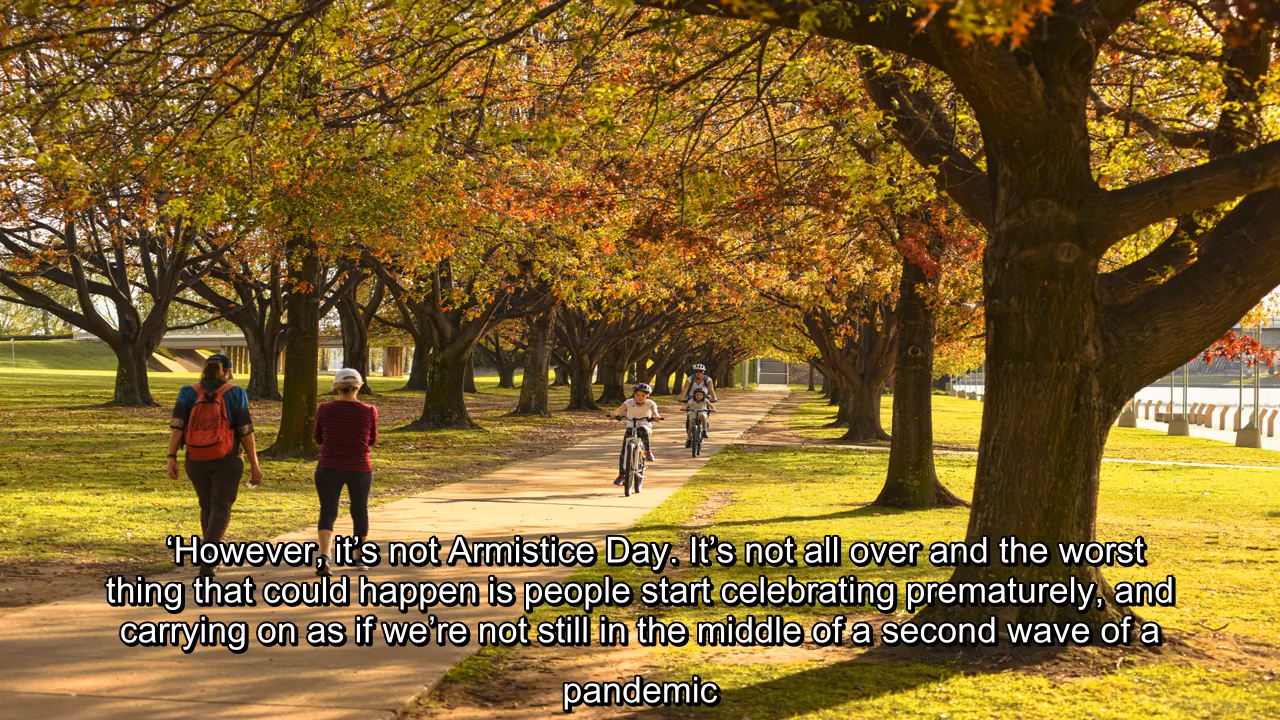 ‘However, it’s not Armistice Day. It’s not all over and the worst
thing that could happen is people start celebrating prematurely, and
carrying on as if we’re not still in the middle of a second wave of a
pandemic